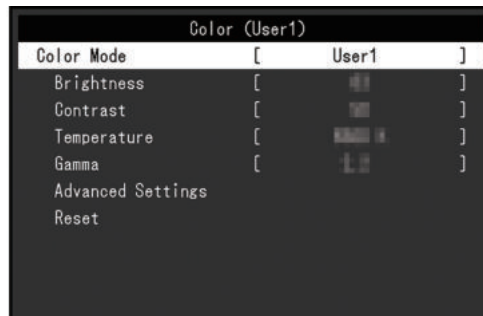 Color (User1)
Color Mode [ User1 ]
Brightness [ ]
Contrast [ ]
Temperature [ ]
Gamma [ ]
Advanced Settings
Reset